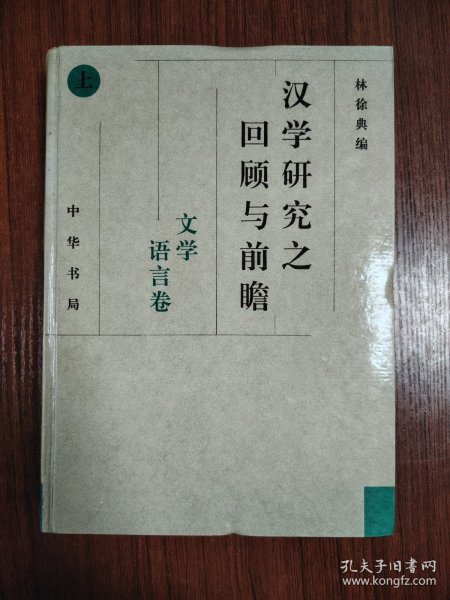 林徐典编
汉学研究之
回顾与前瞻
文学
语言卷
上
中华书局
孔夫子旧书网
www.kongfz.com